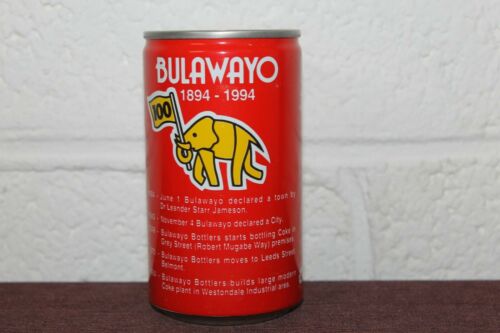 BULAWAYO
1894 - 1994
100
- June 1 Bulawayo declared a town by
Dr Leander Starr Jameson.
- November 4 Bulawayo declared a City.
- Bulawayo Bottlers starts bottling Coke in
Grey Street (Robert Mugabe Way) premises.
- Bulawayo Bottlers moves to Leeds Street
Belmont.
- Bulawayo Bottlers builds large modern
Coke plant in Westondale Industrial area.